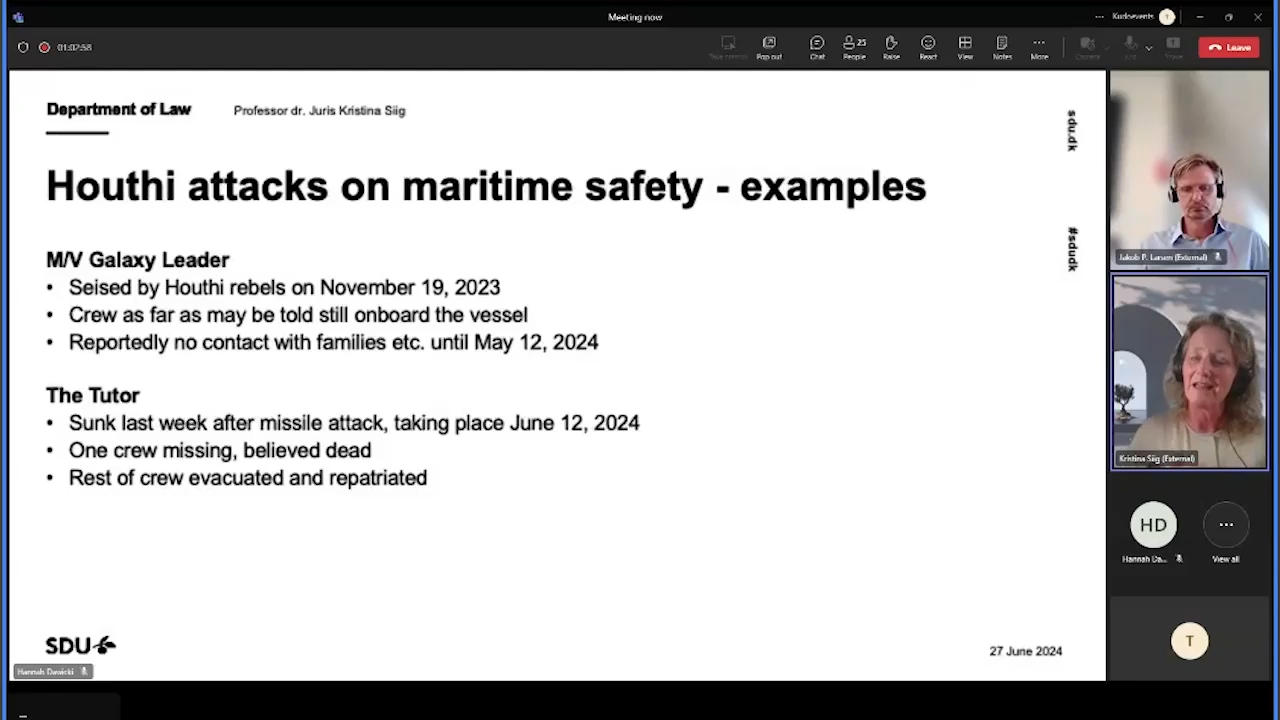 Meeting now
Kudoevents
T
01:02:58
Pop out
Chat
25
People
Raise
React
View
Notes
More
Leave
Department of Law
Professor dr. Juris Kristina Siig
sdu.dk
#sdudk
Houthi attacks on maritime safety - examples
M/V Galaxy Leader
• Seised by Houthi rebels on November 19, 2023
• Crew as far as may be told still onboard the vessel
• Reportedly no contact with families etc. until May 12, 2024
The Tutor
• Sunk last week after missile attack, taking place June 12, 2024
• One crew missing, believed dead
• Rest of crew evacuated and repatriated
SDU
27 June 2024
Hannah Dawicki
Jakob P. Larsen (External)
Kristina Siig (External)
HD
Hannah Da...
View all
T